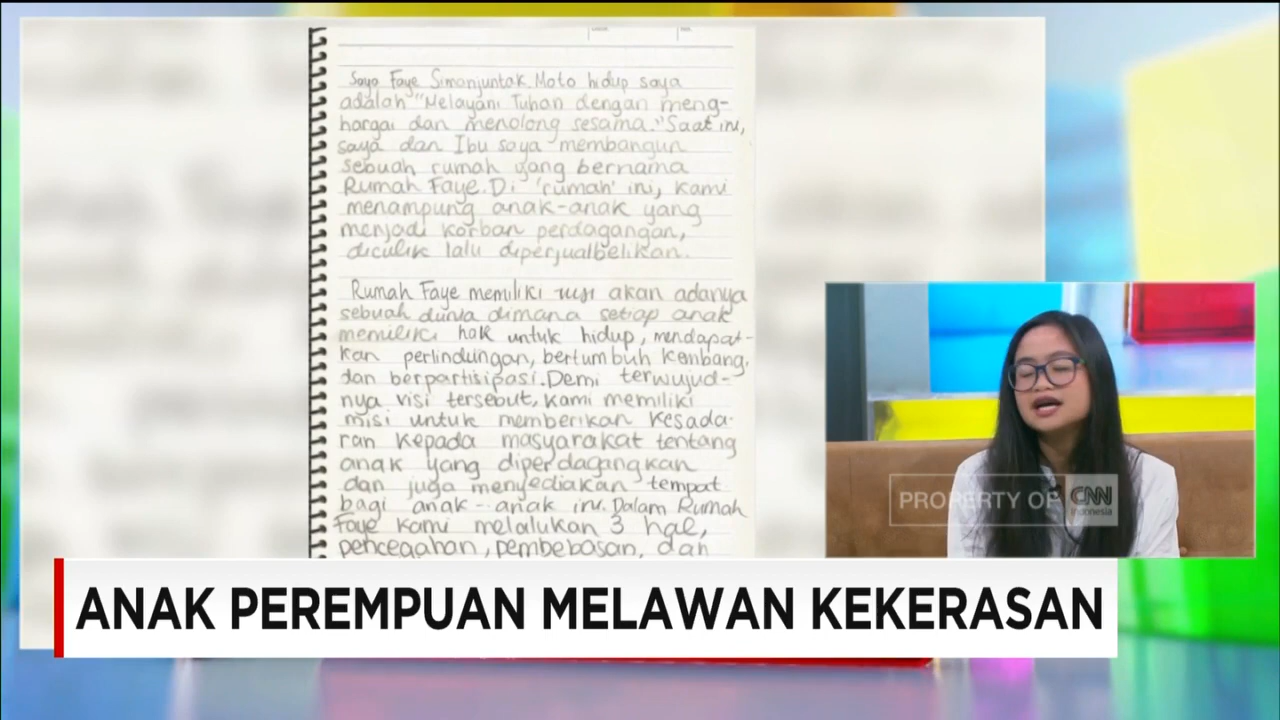 Saya Faye Simanjuntak. Moto hidup saya
adalah "Melayani Tuhan dengan meng-
hargai dan menolong sesama." Saat ini,
saya dan Ibu saya membangun
sebuah rumah yang bernama
Rumah Faye. Di 'rumah' ini, kami
menampung anak-anak yang
menjadi korban perdagangan,
diculik lalu diperjualbelikan.
Rumah Faye memiliki visi akan adanya
sebuah dunia dimana setiap anak
memiliki hak untuk hidup, mendapat-
kan perlindungan, bertumbuh kembang,
dan berpartisipasi. Demi terwujud-
nya visi tersebut, kami memiliki
misi untuk memberikan kesada-
ran kepada masyarakat tentang
anak yang diperdagangkan
dan juga menyediakan tempat
bagi anak-anak ini. Dalam Rumah
Faye kami melalukan 3 hal,
pencegahan, pembebasan, dan
PROPERTY OF CNN
Indonesia
ANAK PEREMPUAN MELAWAN KEKERASAN